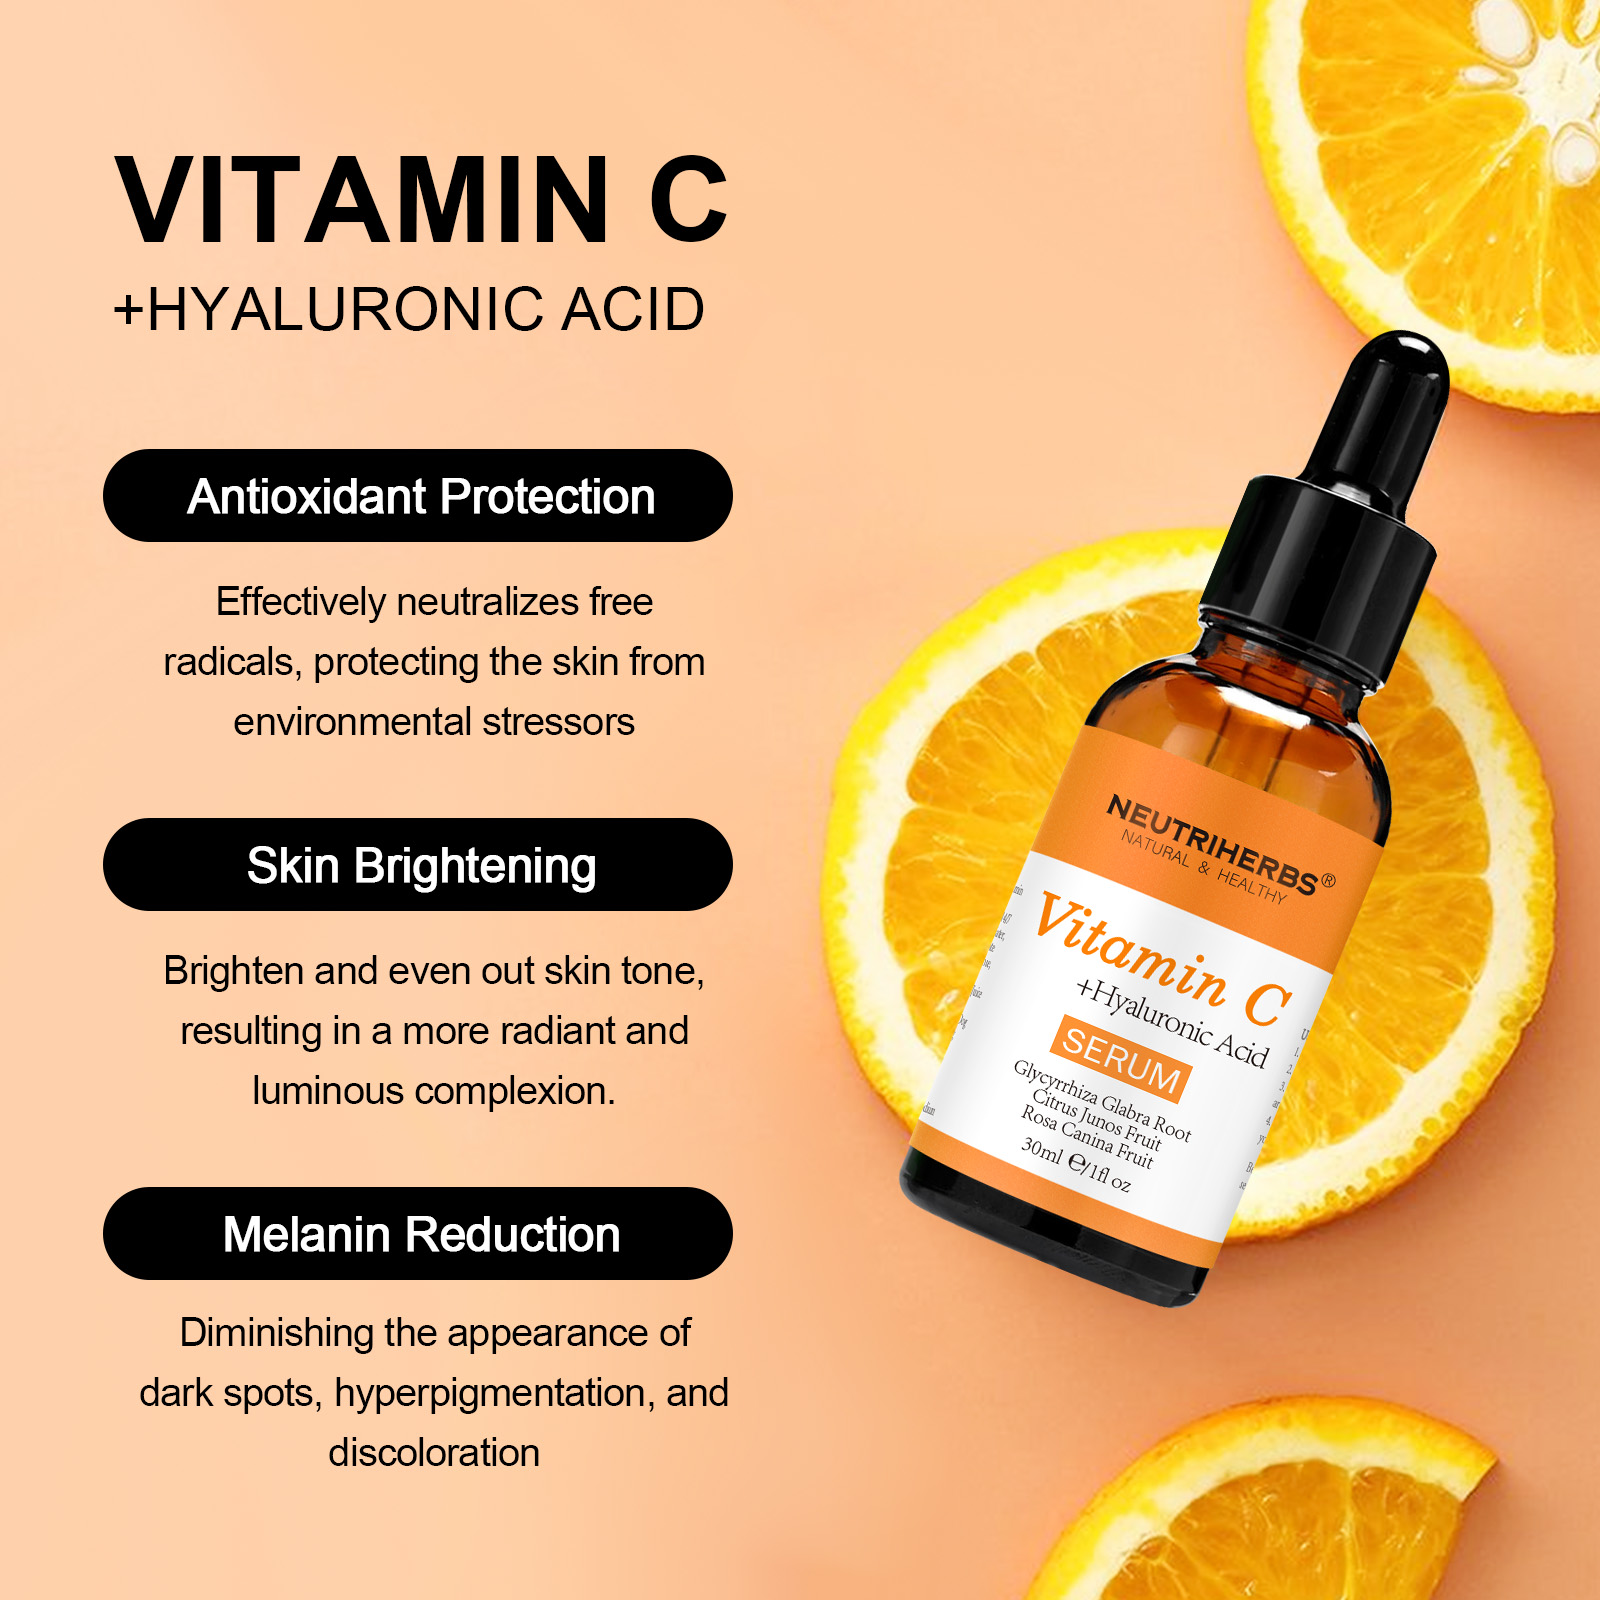 VITAMIN C
+HYALURONIC ACID
Antioxidant Protection
Effectively neutralizes free
radicals, protecting the skin from
environmental stressors
Skin Brightening
Brighten and even out skin tone,
resulting in a more radiant and
luminous complexion.
Melanin Reduction
Diminishing the appearance of
dark spots, hyperpigmentation, and
discoloration
NEUTRIHERBS®
NATURAL & HEALTHY
Vitamin C
+Hyaluronic Acid
SERUM
Glycyrrhiza Glabra Root
Citrus Junos Fruit
Rosa Canina Fruit
30ml ℮/1fl oz